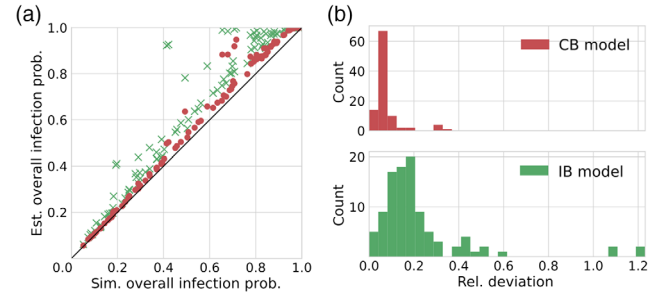 (a)
1.0
0.8
0.6
0.4
0.2
Est. overall infection prob.
0.0 0.2 0.4 0.6 0.8 1.0
Sim. overall infection prob.
(b)
60
40
20
0
Count
CB model
20
10
0
Count
IB model
0.0 0.2 0.4 0.6 0.8 1.0 1.2
Rel. deviation